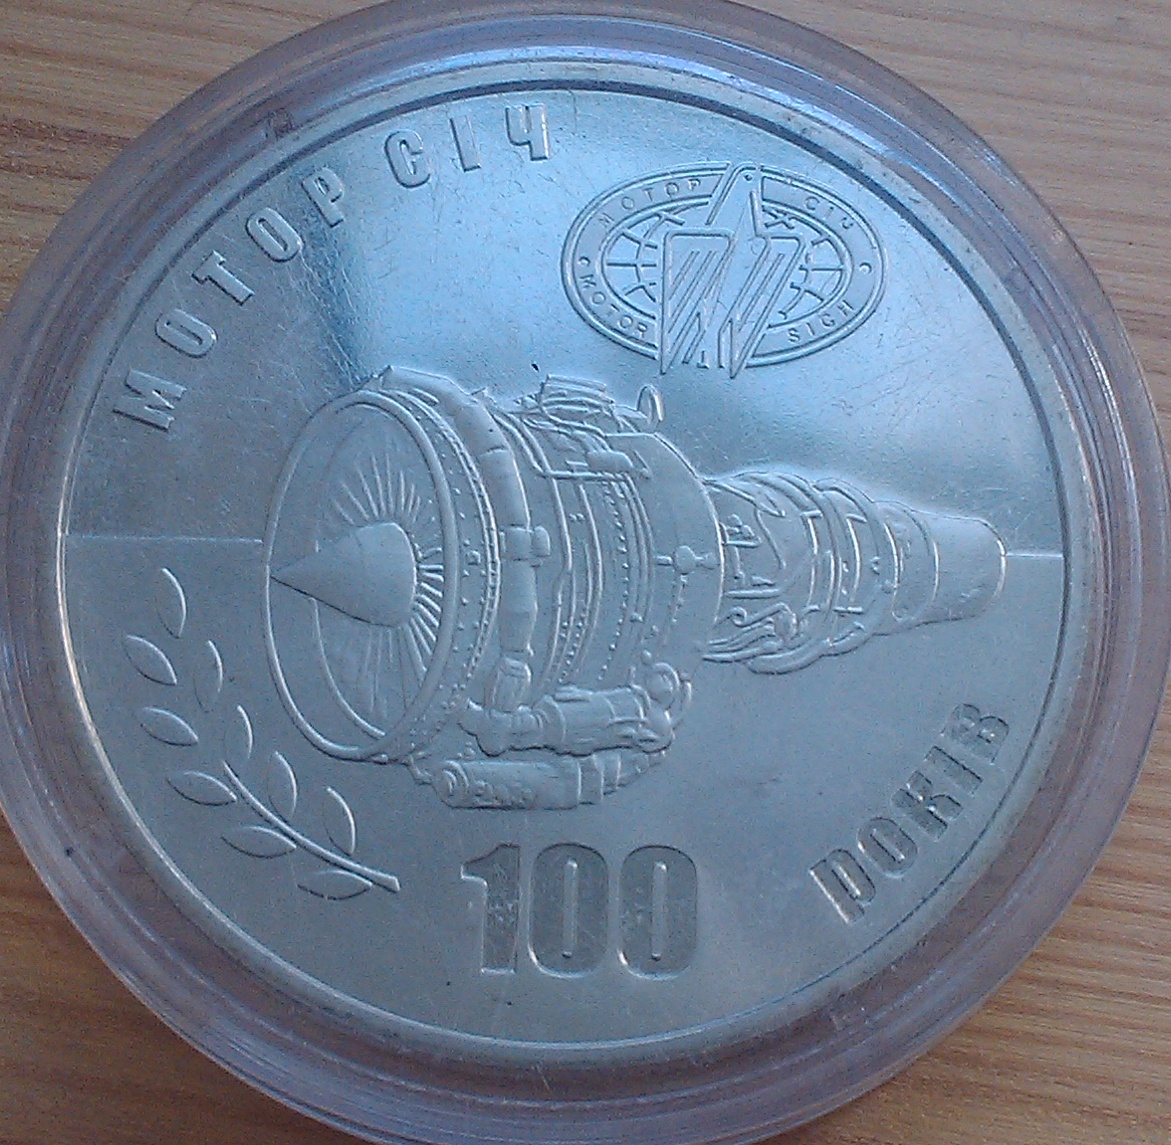 МОТОР СІЧ
МОТОР СІЧ
MOTOR SICH
100
РОКІВ